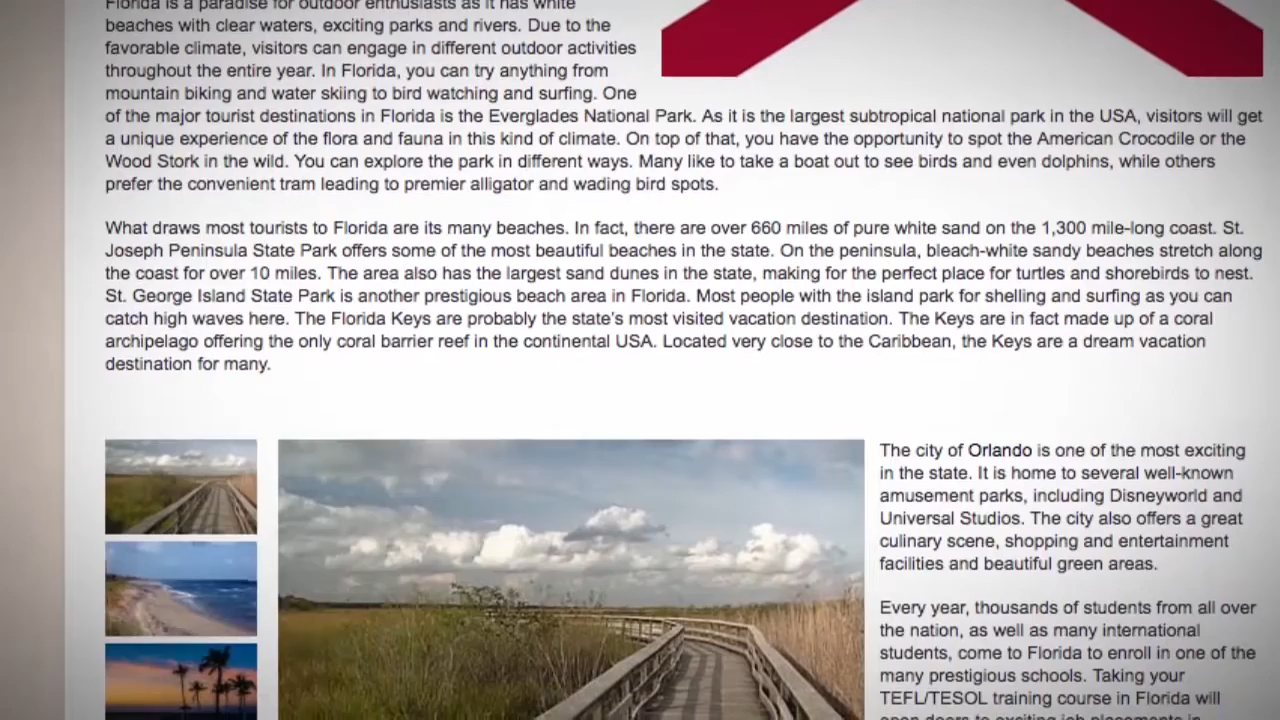 Florida is a paradise for outdoor enthusiasts as it has white
beaches with clear waters, exciting parks and rivers. Due to the
favorable climate, visitors can engage in different outdoor activities
throughout the entire year. In Florida, you can try anything from
mountain biking and water skiing to bird watching and surfing. One
of the major tourist destinations in Florida is the Everglades National Park. As it is the largest subtropical national park in the USA, visitors will get
a unique experience of the flora and fauna in this kind of climate. On top of that, you have the opportunity to spot the American Crocodile or the
Wood Stork in the wild. You can explore the park in different ways. Many like to take a boat out to see birds and even dolphins, while others
prefer the convenient tram leading to premier alligator and wading bird spots.
What draws most tourists to Florida are its many beaches. In fact, there are over 660 miles of pure white sand on the 1,300 mile-long coast. St.
Joseph Peninsula State Park offers some of the most beautiful beaches in the state. On the peninsula, bleach-white sandy beaches stretch along
the coast for over 10 miles. The area also has the largest sand dunes in the state, making for the perfect place for turtles and shorebirds to nest.
St. George Island State Park is another prestigious beach area in Florida. Most people with the island park for shelling and surfing as you can
catch high waves here. The Florida Keys are probably the state's most visited vacation destination. The Keys are in fact made up of a coral
archipelago offering the only coral barrier reef in the continental USA. Located very close to the Caribbean, the Keys are a dream vacation
destination for many.
The city of Orlando is one of the most exciting
in the state. It is home to several well-known
amusement parks, including Disneyworld and
Universal Studios. The city also offers a great
culinary scene, shopping and entertainment
facilities and beautiful green areas.
Every year, thousands of students from all over
the nation, as well as many international
students, come to Florida to enroll in one of the
many prestigious schools. Taking your
TEFL/TESOL training course in Florida will
open doors to exciting job placements in